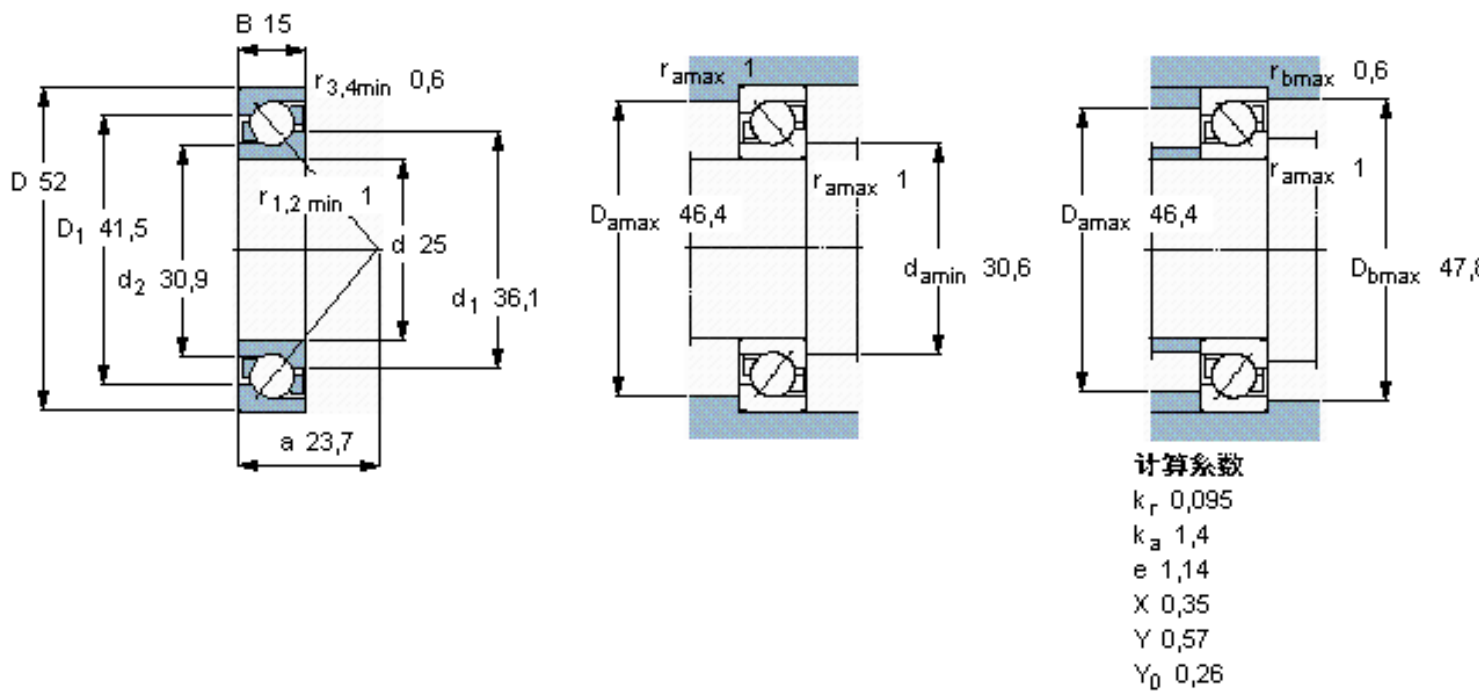 B 15
r3,4min 0,6
D 52
D1 41,5
d2 30,9
r1,2 min 1
d 25
d1 36,1
a 23,7
ramax 1
ramax 1
Damax 46,4
damin 30,6
rbmax 0,6
ramax 1
Damax 46,4
Dbmax 47,8
计算系数
kr 0,095
ka 1,4
e 1,14
X 0,35
Y 0,57
Y0 0,26